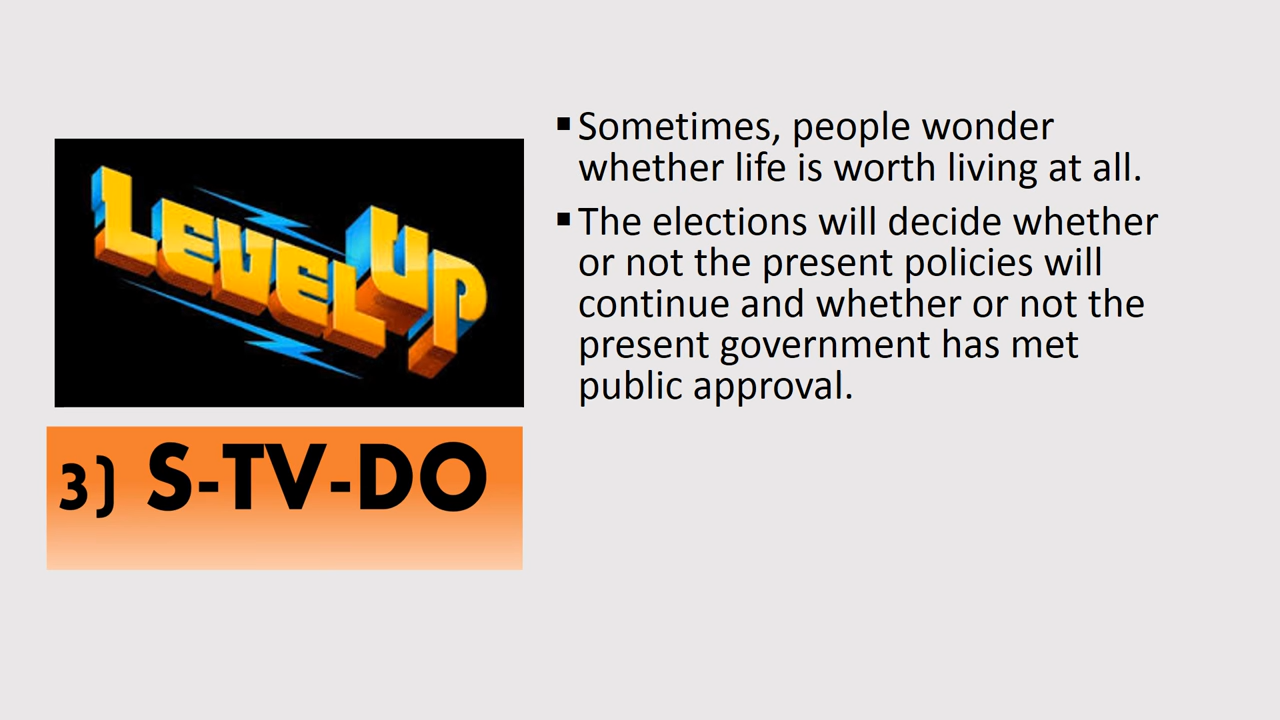 LEVEL UP
3) S-TV-DO
▪ Sometimes, people wonder
whether life is worth living at all.
▪ The elections will decide whether
or not the present policies will
continue and whether or not the
present government has met
public approval.